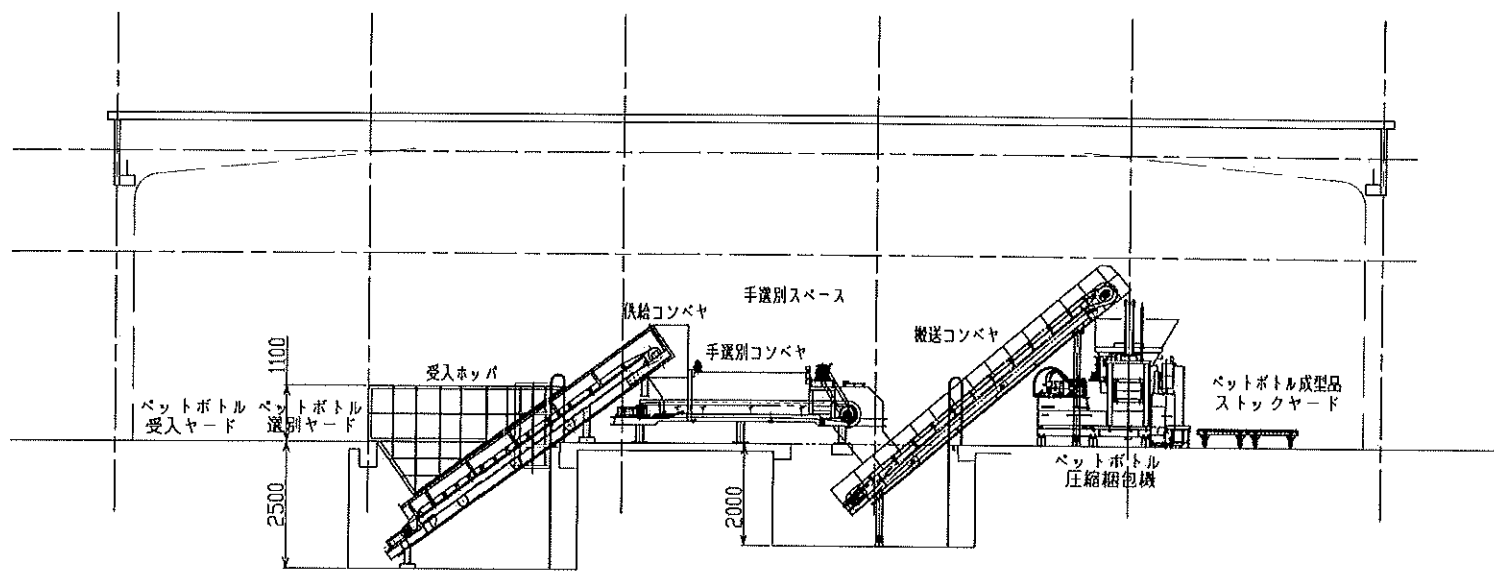 手選別スペース
供給コンベヤ
手選別コンベヤ
搬送コンベヤ
受入ホッパ
1100
ペットボトル
受入ヤード
ペットボトル
選別ヤード
ペットボトル成型品
ストックヤード
ペットボトル
圧縮梱包機
2500
2000